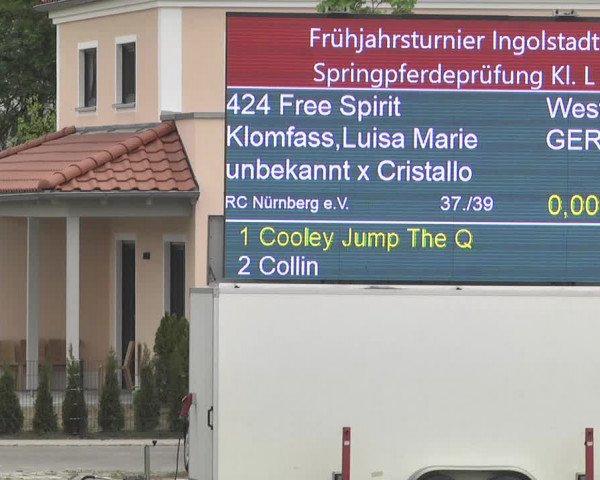 Frühjahrsturnier Ingolstadt
Springpferdeprüfung Kl. L
424 Free Spirit West
Klomfass,Luisa Marie GER
unbekannt x Cristallo
RC Nürnberg e.V. 37./39 0,00
1 Cooley Jump The Q
2 Collin